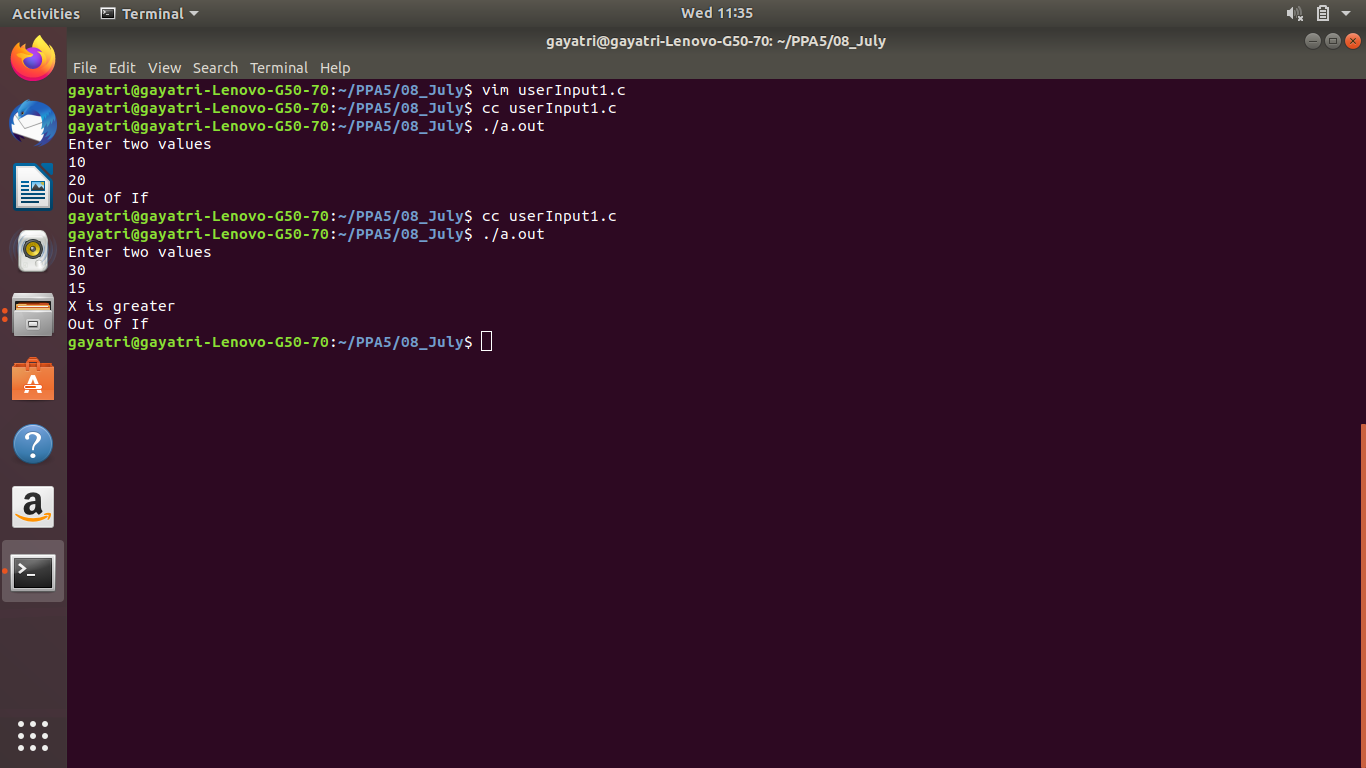 Activities Terminal Wed 11:35
gayatri@gayatri-Lenovo-G50-70: ~/PPA5/08_July
File Edit View Search Terminal Help
gayatri@gayatri-Lenovo-G50-70:~/PPA5/08_July$ vim userInput1.c
gayatri@gayatri-Lenovo-G50-70:~/PPA5/08_July$ cc userInput1.c
gayatri@gayatri-Lenovo-G50-70:~/PPA5/08_July$ ./a.out
Enter two values
10
20
Out Of If
gayatri@gayatri-Lenovo-G50-70:~/PPA5/08_July$ cc userInput1.c
gayatri@gayatri-Lenovo-G50-70:~/PPA5/08_July$ ./a.out
Enter two values
30
15
X is greater
Out Of If
gayatri@gayatri-Lenovo-G50-70:~/PPA5/08_July$